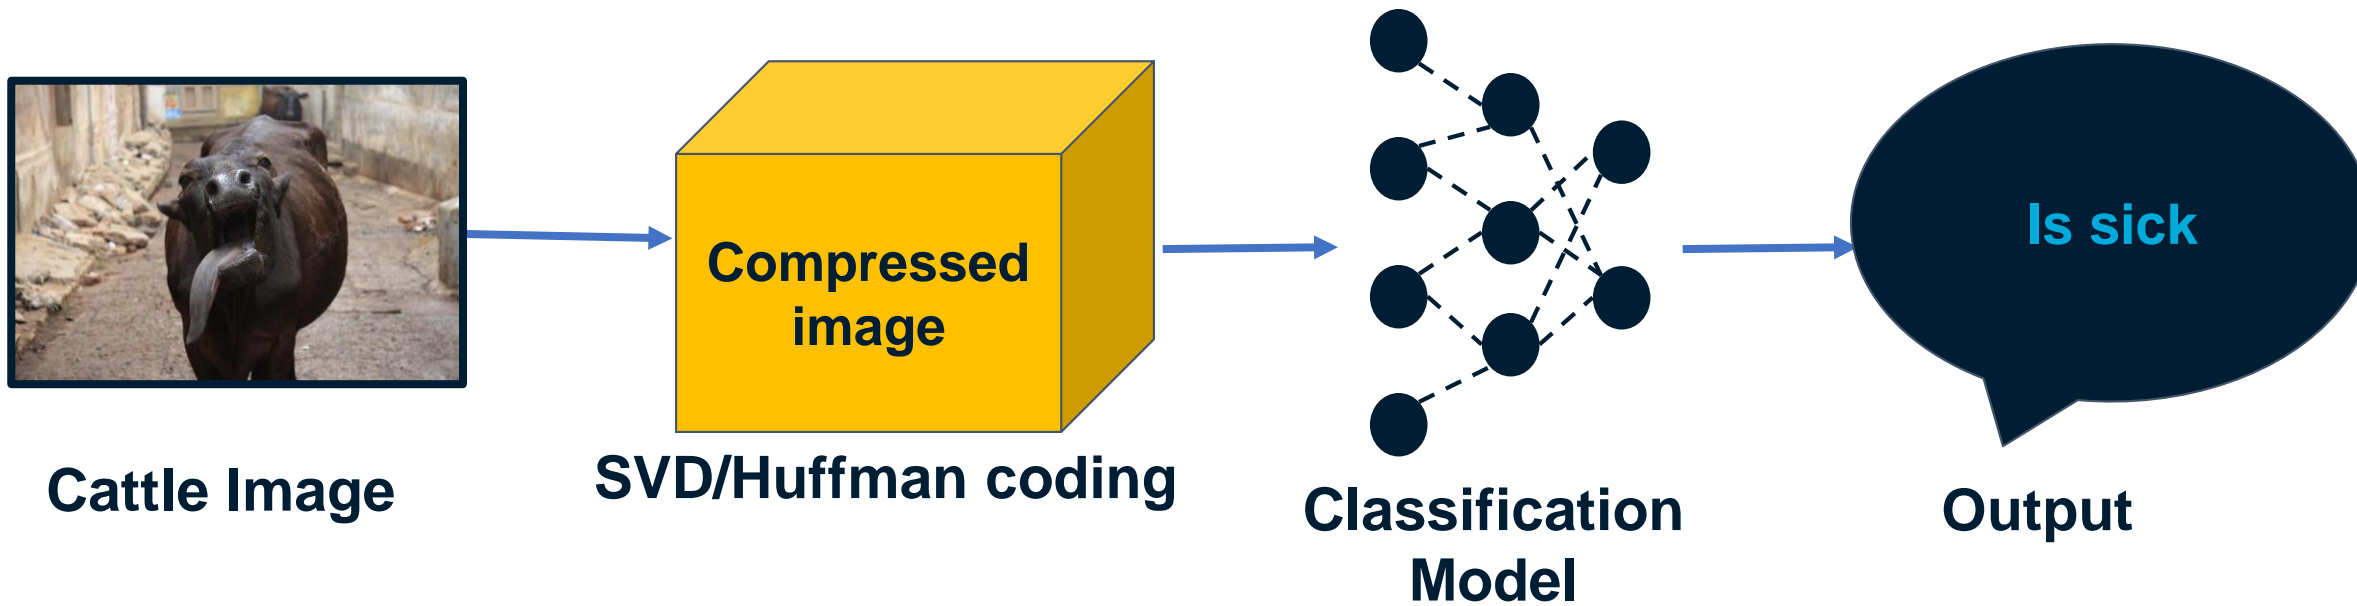 Compressed
image
Is sick
Cattle Image
SVD/Huffman coding
Classification
Model
Output